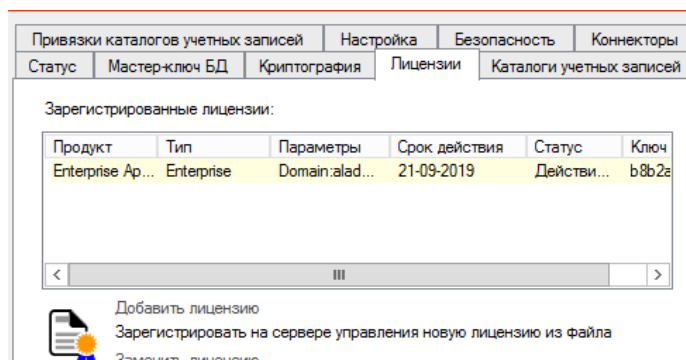 Привязки каталогов учетных записей Настройка Безопасность Коннекторы
Статус Мастер-ключ БД Криптография Лицензии Каталоги учетных записей
Зарегистрированные лицензии:
Продукт Тип Параметры Срок действия Статус Ключ
Enterprise Ap... Enterprise Domain:alad... 21-09-2019 Действи... b8b2a
Добавить лицензию
Зарегистрировать на сервере управления новую лицензию из файла
Заменить лицензию